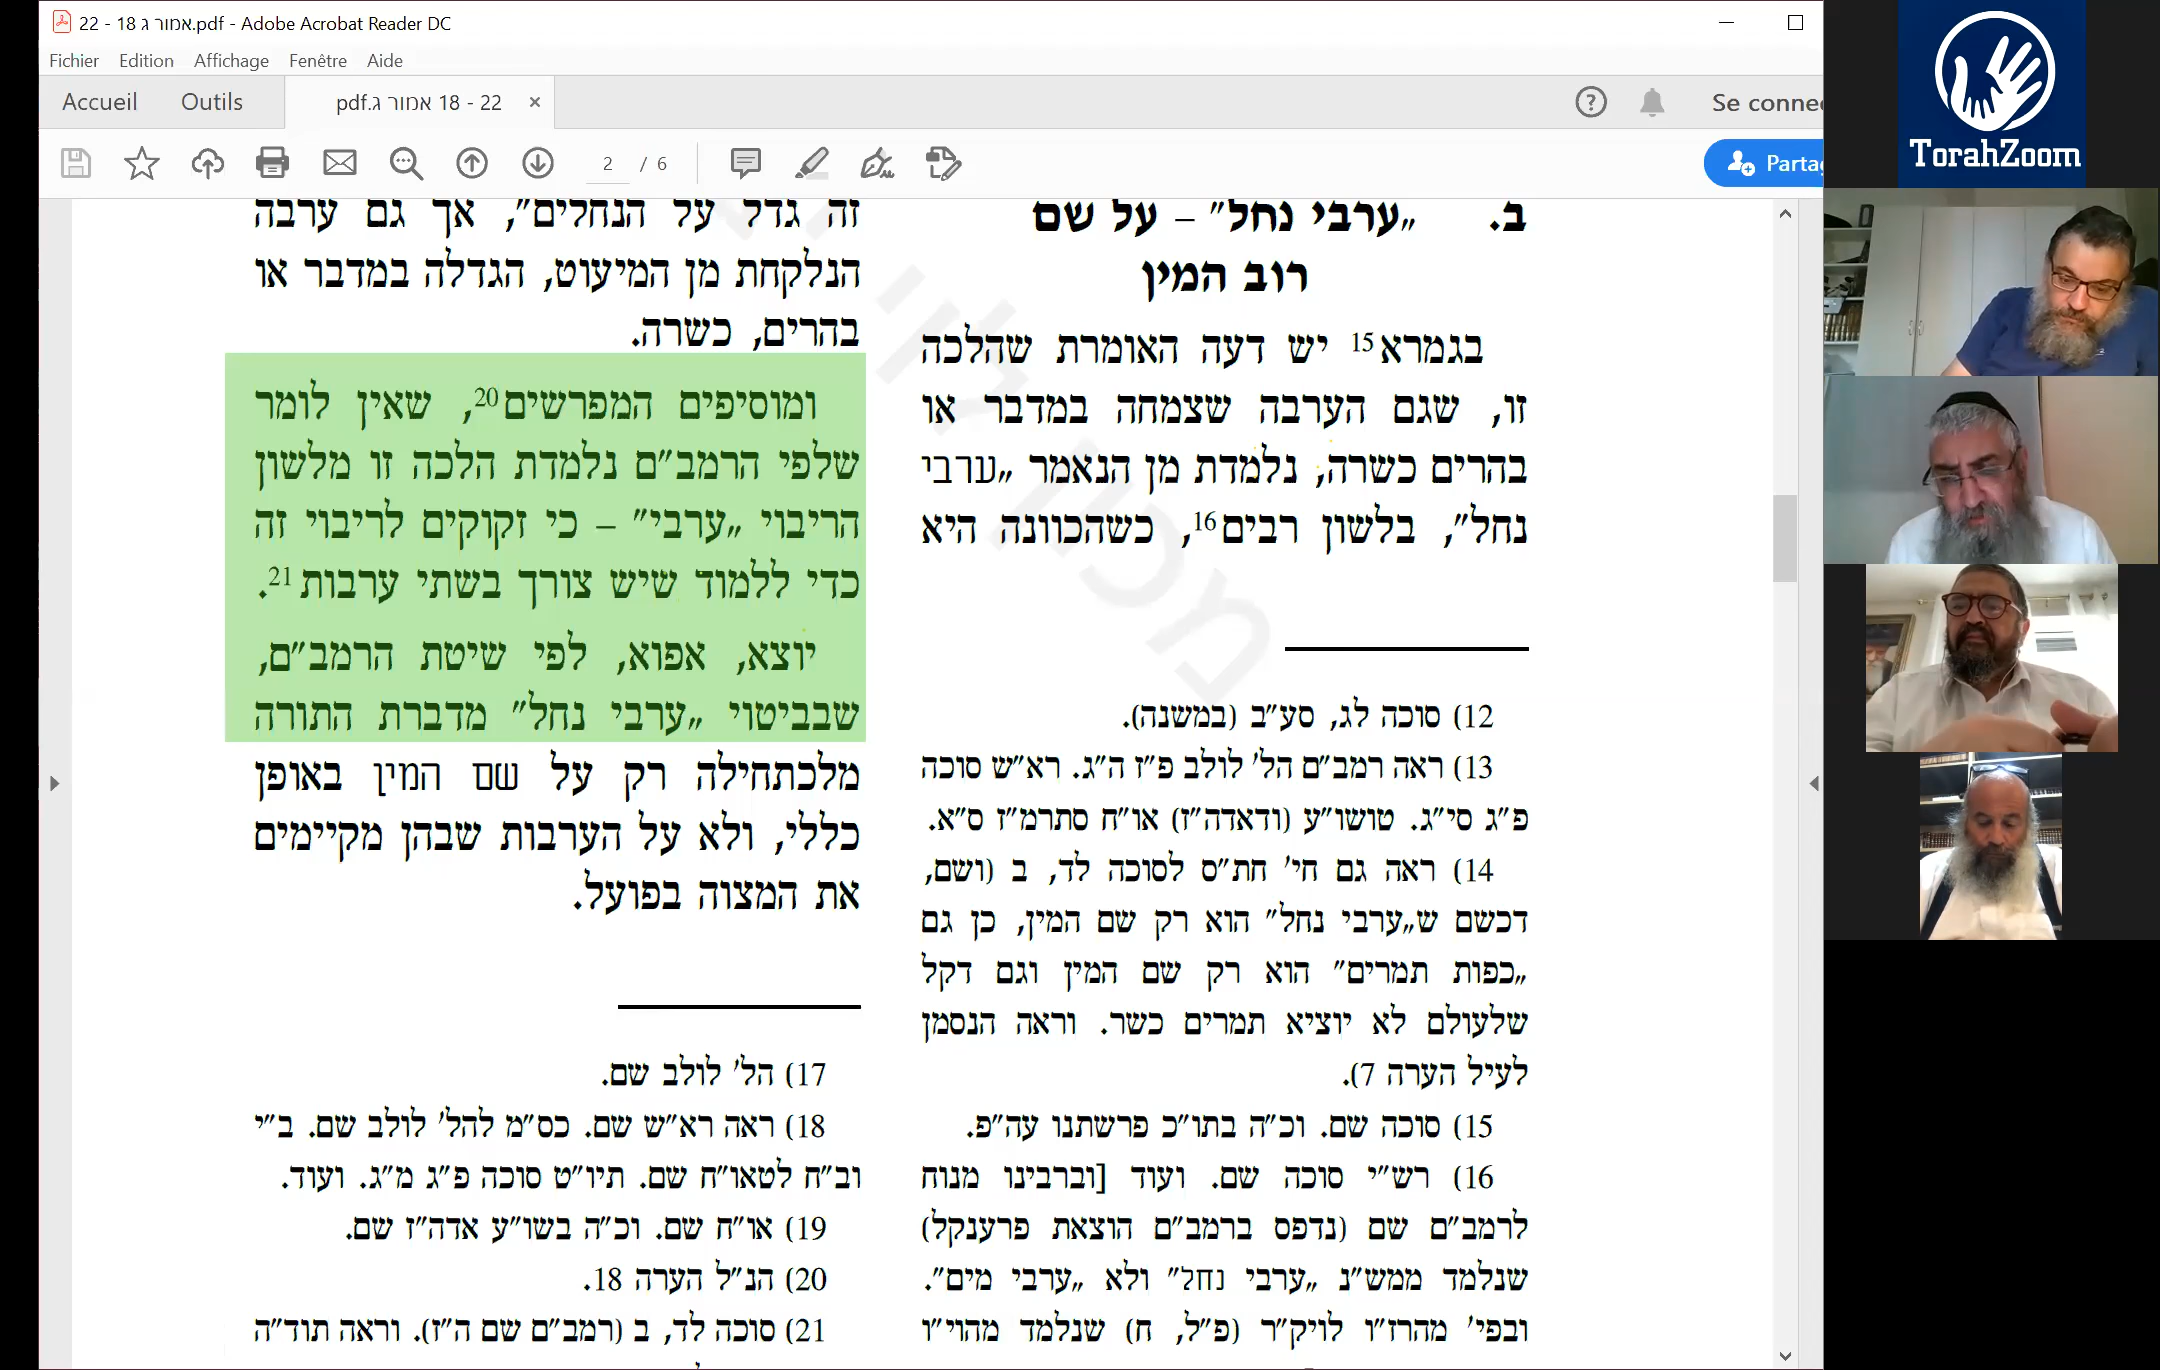 22 - 18 אמור ג.pdf - Adobe Acrobat Reader DC
Fichier Edition Affichage Fenêtre Aide
Accueil Outils
22 - 18 אמור ג.pdf ×
Se connec
2 / 6
Partag
TorahZoom
ב. „ערבי נחל״ – על שם
רוב המין
בגמרא15 יש דעה האומרת שהלכה
זו, שגם הערבה שצמחה במדבר או
בהרים כשרה, נלמדת מן הנאמר „ערבי
נחל״, בלשון רבים16, כשהכוונה היא
12) סוכה לג, סע״ב (במשנה).
13) ראה רמב״ם הל׳ לולב פ״ז ה״ג. רא״ש סוכה
פ״ג סי״ג. טושו״ע (ודאדה״ז) או״ח סתרמ״ז ס״א.
14) ראה גם חי׳ חת״ס לסוכה לד, ב (ושם,
דכשם ש„ערבי נחל״ הוא רק שם המין, כן גם
„כפות תמרים״ הוא רק שם המין וגם דקל
שלעולם לא יוציא תמרים כשר. וראה הנסמן
לעיל הערה 7).
15) סוכה שם. וכ״ה בתו״כ פרשתנו עה״פ.
16) רש״י סוכה שם. ועוד [וברבינו מנוח
לרמב״ם שם (נדפס ברמב״ם הוצאת פרענקל)
שנלמד ממש״נ „ערבי נחל״ ולא „ערבי מים״.
ובפי׳ מהרז״ו לויק״ר (פ״ל, ח) שנלמד מהוי״ו
זה גדל על הנחלים״, אך גם ערבה
הנלקחת מן המיעוט, הגדלה במדבר או
בהרים, כשרה.
ומוסיפים המפרשים20, שאין לומר
שלפי הרמב״ם נלמדת הלכה זו מלשון
הריבוי „ערבי״ – כי זקוקים לריבוי זה
כדי ללמוד שיש צורך בשתי ערבות21.
יוצא, אפוא, לפי שיטת הרמב״ם,
שבביטוי „ערבי נחל״ מדברת התורה
מלכתחילה רק על שם המין באופן
כללי, ולא על הערבות שבהן מקיימים
את המצוה בפועל.
17) הל׳ לולב שם.
18) ראה רא״ש שם. כס״מ להל׳ לולב שם. ב״י
וב״ח לטאו״ח שם. תיו״ט סוכה פ״ג מ״ג. ועוד.
19) או״ח שם. וכ״ה בשו״ע אדה״ז שם.
20) הנ״ל הערה 18.
21) סוכה לד, ב (רמב״ם שם ה״ז). וראה תוד״ה